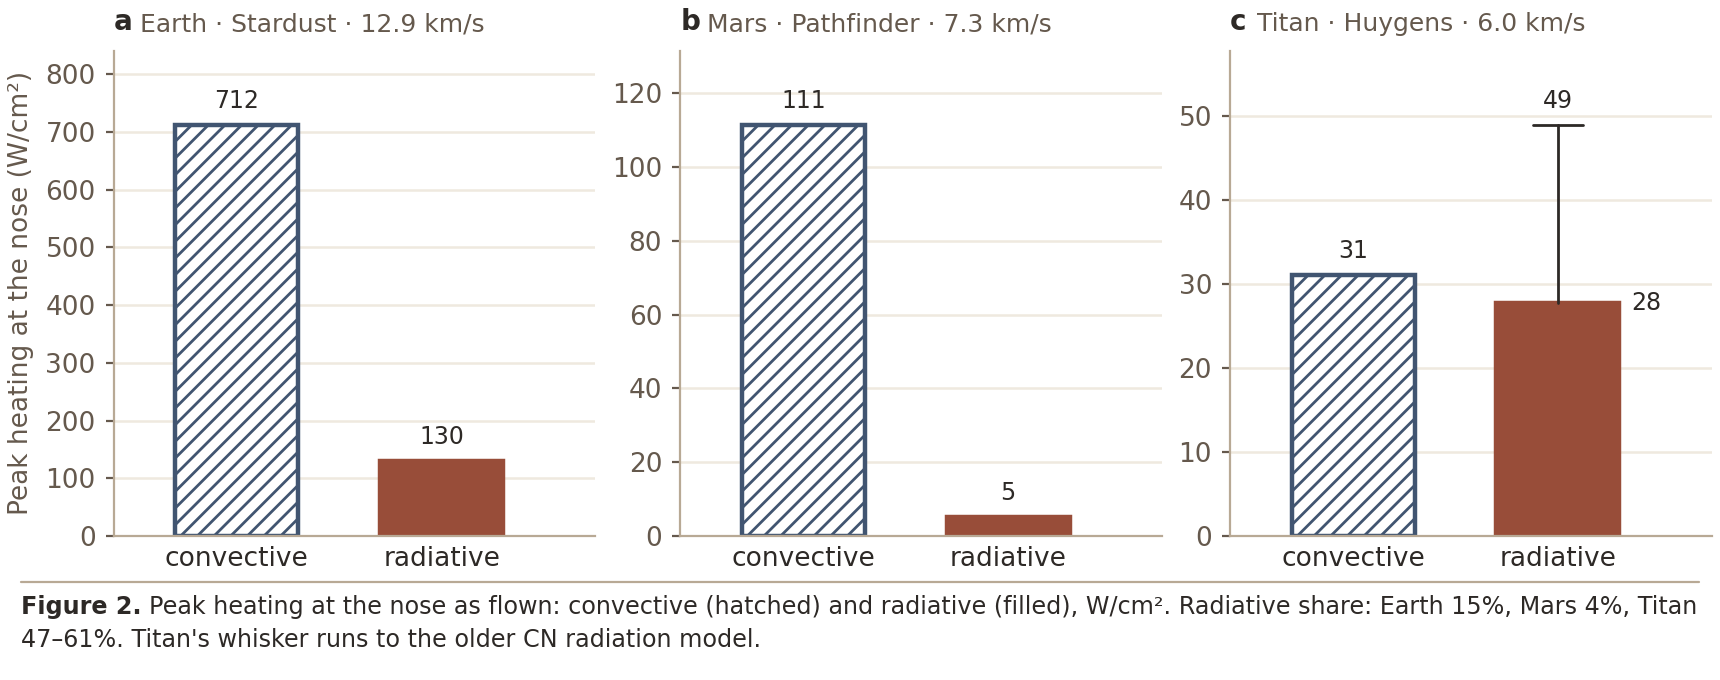 a Earth · Stardust · 12.9 km/s
Peak heating at the nose (W/cm²)
800
700
600
500
400
300
200
100
0
712
130
convective
radiative
b Mars · Pathfinder · 7.3 km/s
120
100
80
60
40
20
0
111
5
convective
radiative
c Titan · Huygens · 6.0 km/s
50
40
30
20
10
0
31
49
28
convective
radiative
Figure 2. Peak heating at the nose as flown: convective (hatched) and radiative (filled), W/cm². Radiative share: Earth 15%, Mars 4%, Titan
47–61%. Titan's whisker runs to the older CN radiation model.